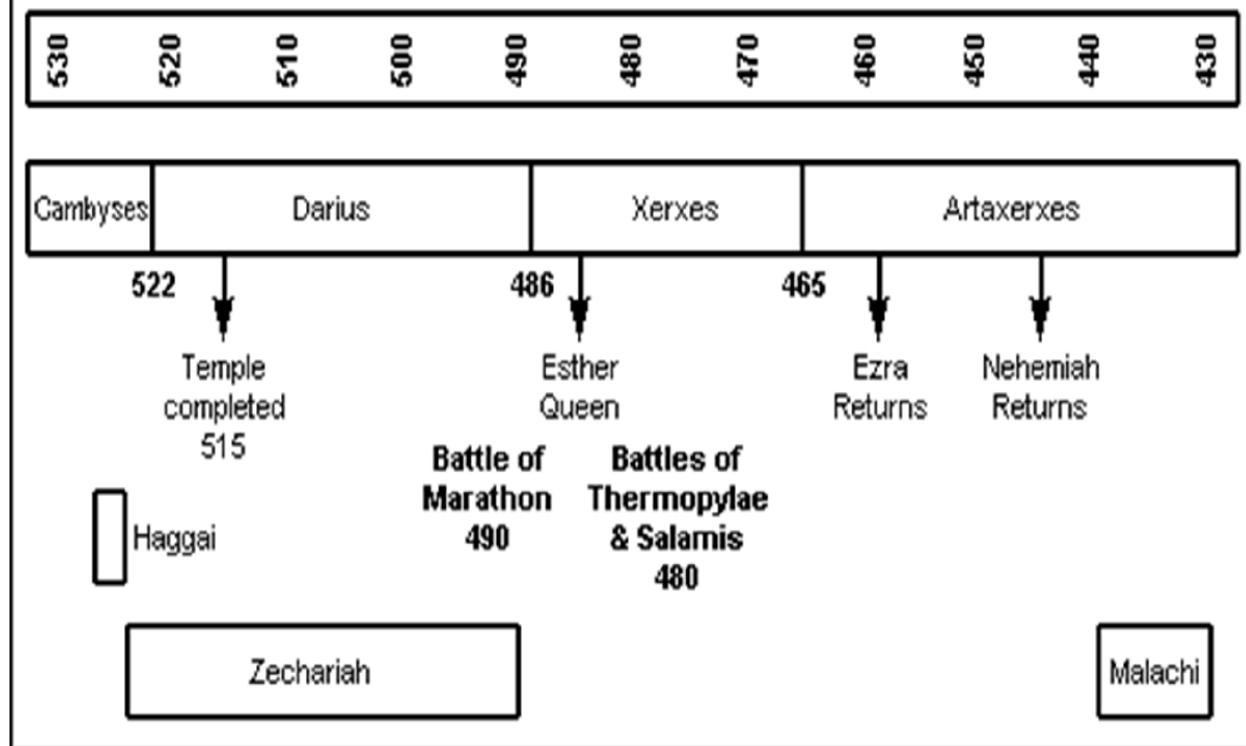 530 520 510 500 490 480 470 460 450 440 430
Cambyses Darius Xerxes Artaxerxes
522 486 465
Temple
completed
515
Esther
Queen
Ezra
Returns
Nehemiah
Returns
Battle of
Marathon
490
Battles of
Thermopylae
& Salamis
480
Haggai
Zechariah
Malachi